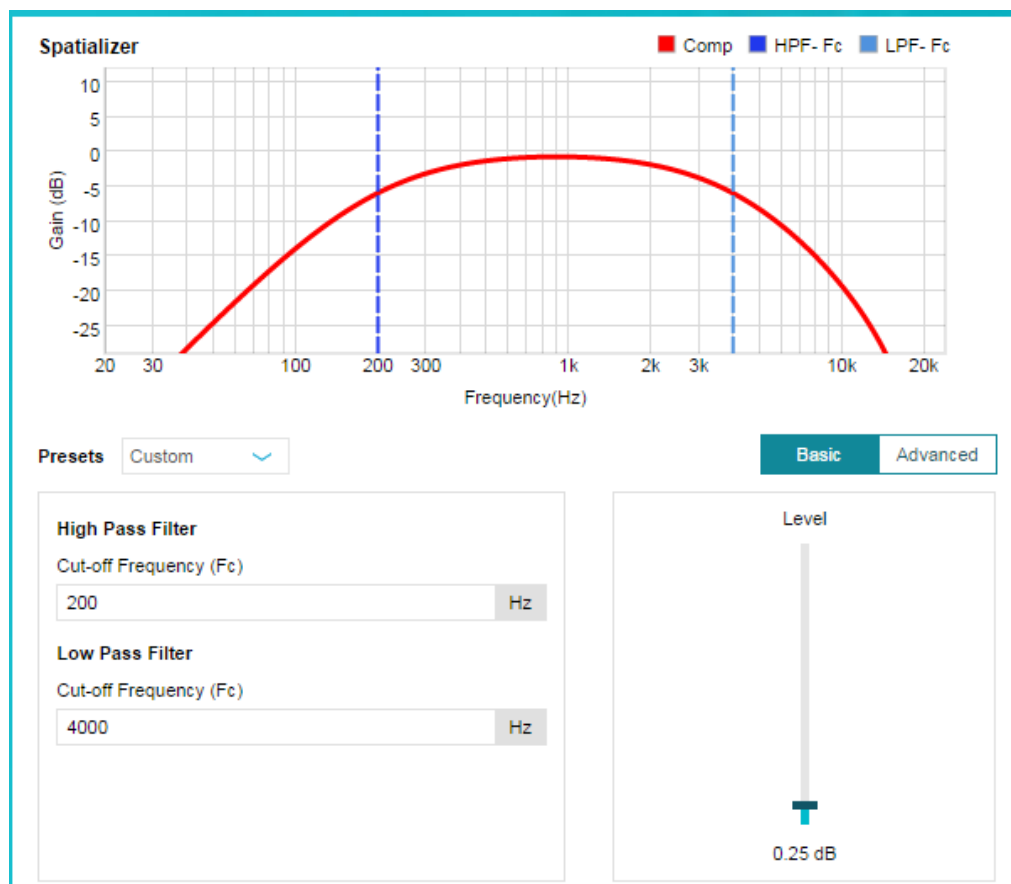 Spatializer Comp HPF- Fc LPF- Fc
10
5
0
-5
-10
-15
-20
-25
Gain (dB)
20 30 100 200 300 1k 2k 3k 10k 20k
Frequency(Hz)
Presets Custom Basic Advanced
High Pass Filter
Cut-off Frequency (Fc)
200 Hz
Low Pass Filter
Cut-off Frequency (Fc)
4000 Hz
Level
0.25 dB